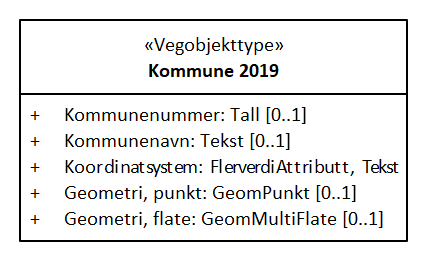 «Vegobjekttype»
Kommune 2019
+ Kommunenummer: Tall [0..1]
+ Kommunenavn: Tekst [0..1]
+ Koordinatsystem: FlerverdiAttributt, Tekst
+ Geometri, punkt: GeomPunkt [0..1]
+ Geometri, flate: GeomMultiFlate [0..1]